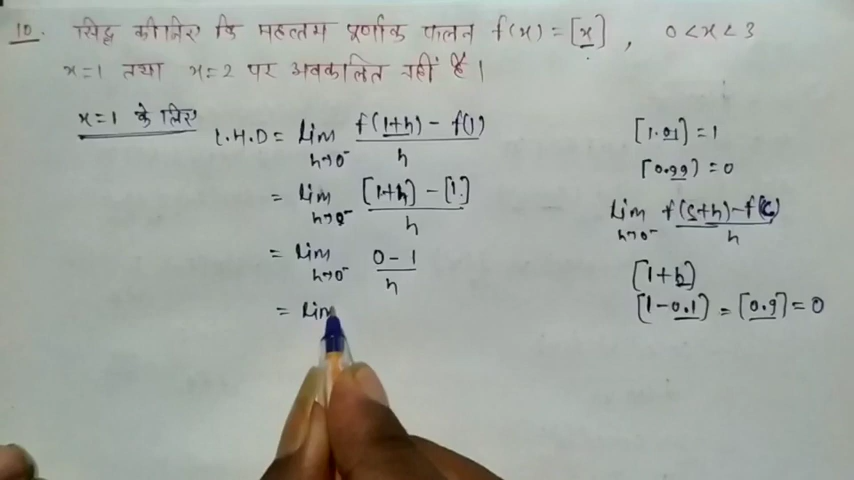 10. सिद्ध कीजिए कि महत्तम पूर्णांक फलन f(x) = [x] , 0 < x < 3
x = 1 तथा x = 2 पर अवकलित नहीं है ।
x = 1 के लिए
L.H.D = Lim h→0⁻ f(1+h) - f(1) / h
= Lim h→0⁻ [1+h] - [1] / h
= Lim h→0⁻ 0 - 1 / h
= Lim
[1.01] = 1
[0.99] = 0
Lim h→0⁻ f(c+h) - f(c) / h
[1+h]
[1-0.1] = [0.9] = 0